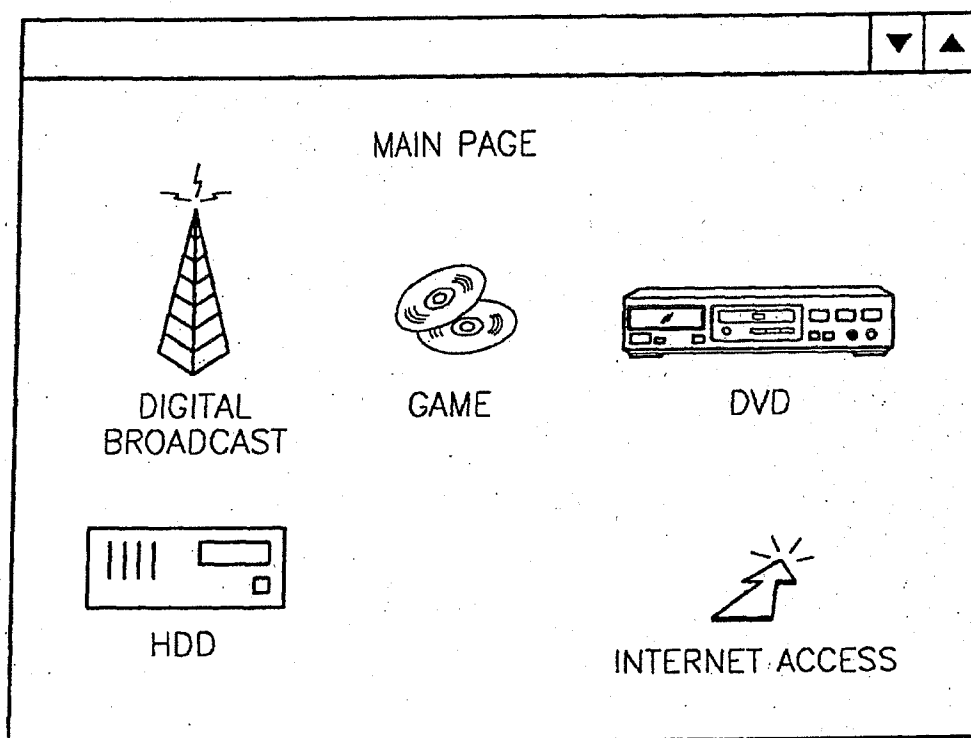 MAIN PAGE
DIGITAL
BROADCAST
GAME
DVD
HDD
INTERNET ACCESS